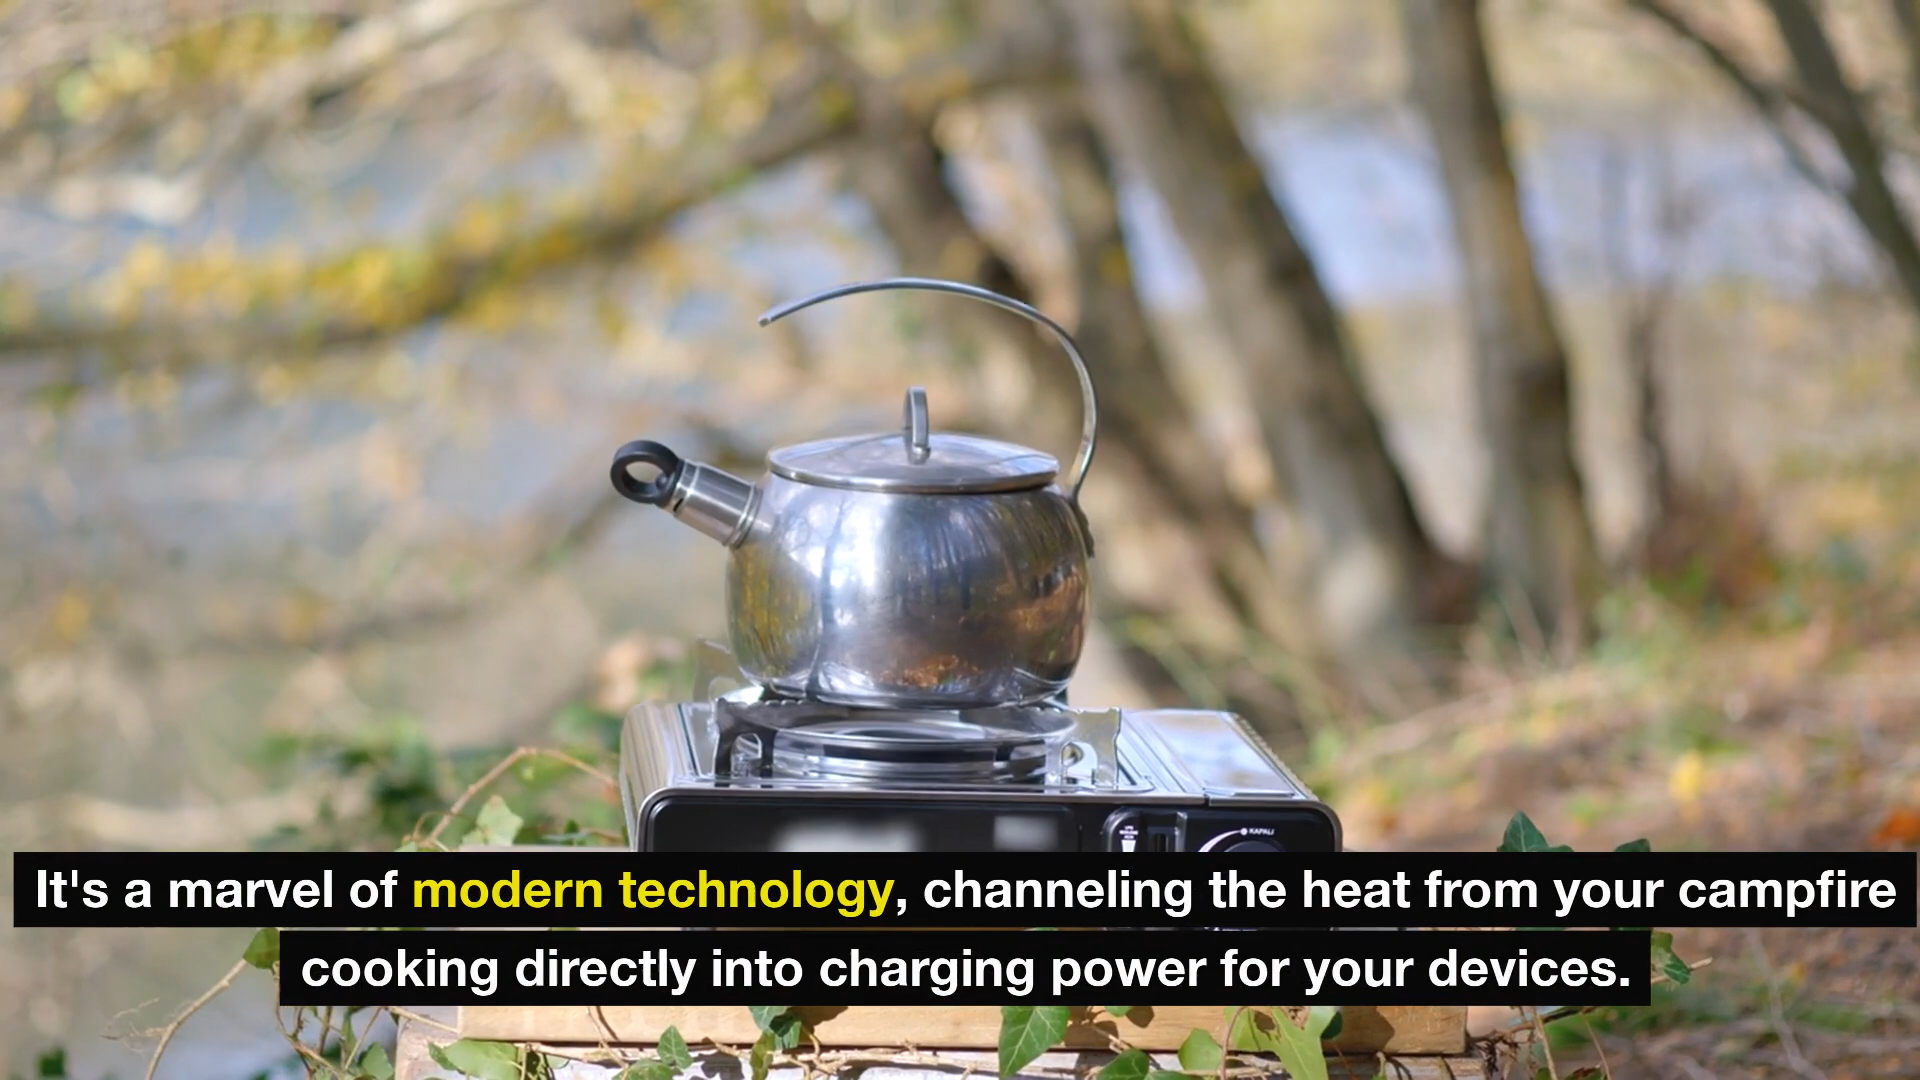 KAPALI
It's a marvel of modern technology, channeling the heat from your campfire
cooking directly into charging power for your devices.